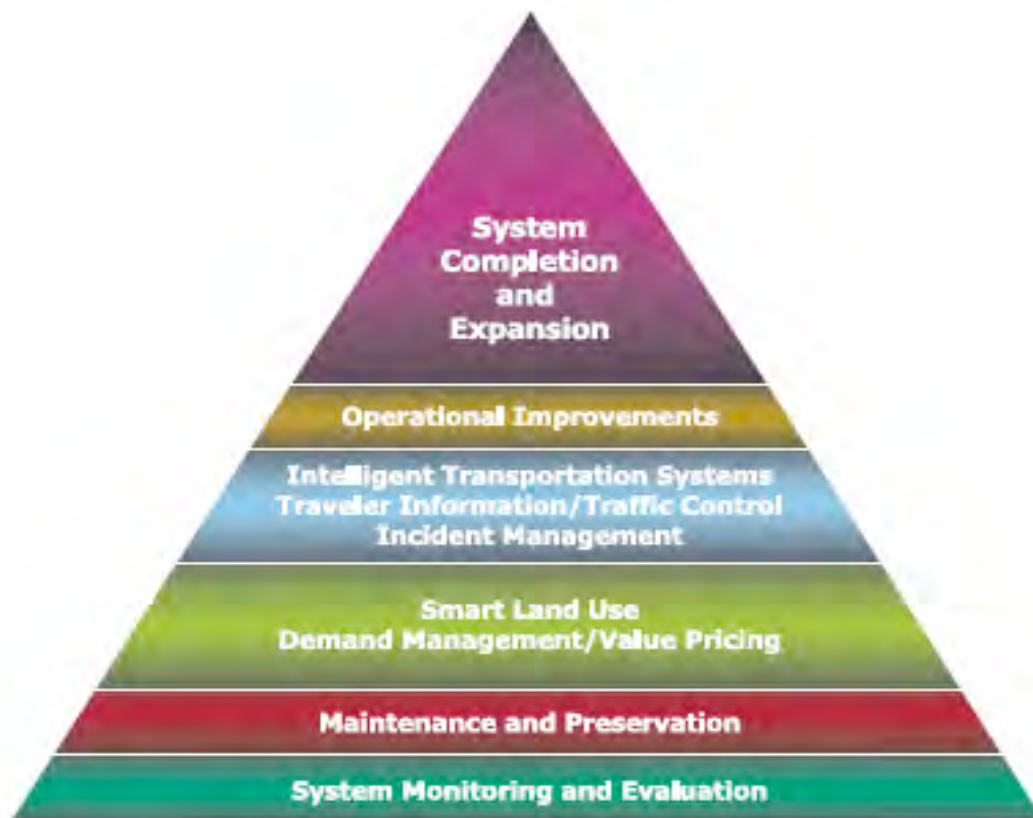 System
Completion
and
Expansion
Operational Improvements
Intelligent Transportation Systems
Traveler Information/Traffic Control
Incident Management
Smart Land Use
Demand Management/Value Pricing
Maintenance and Preservation
System Monitoring and Evaluation